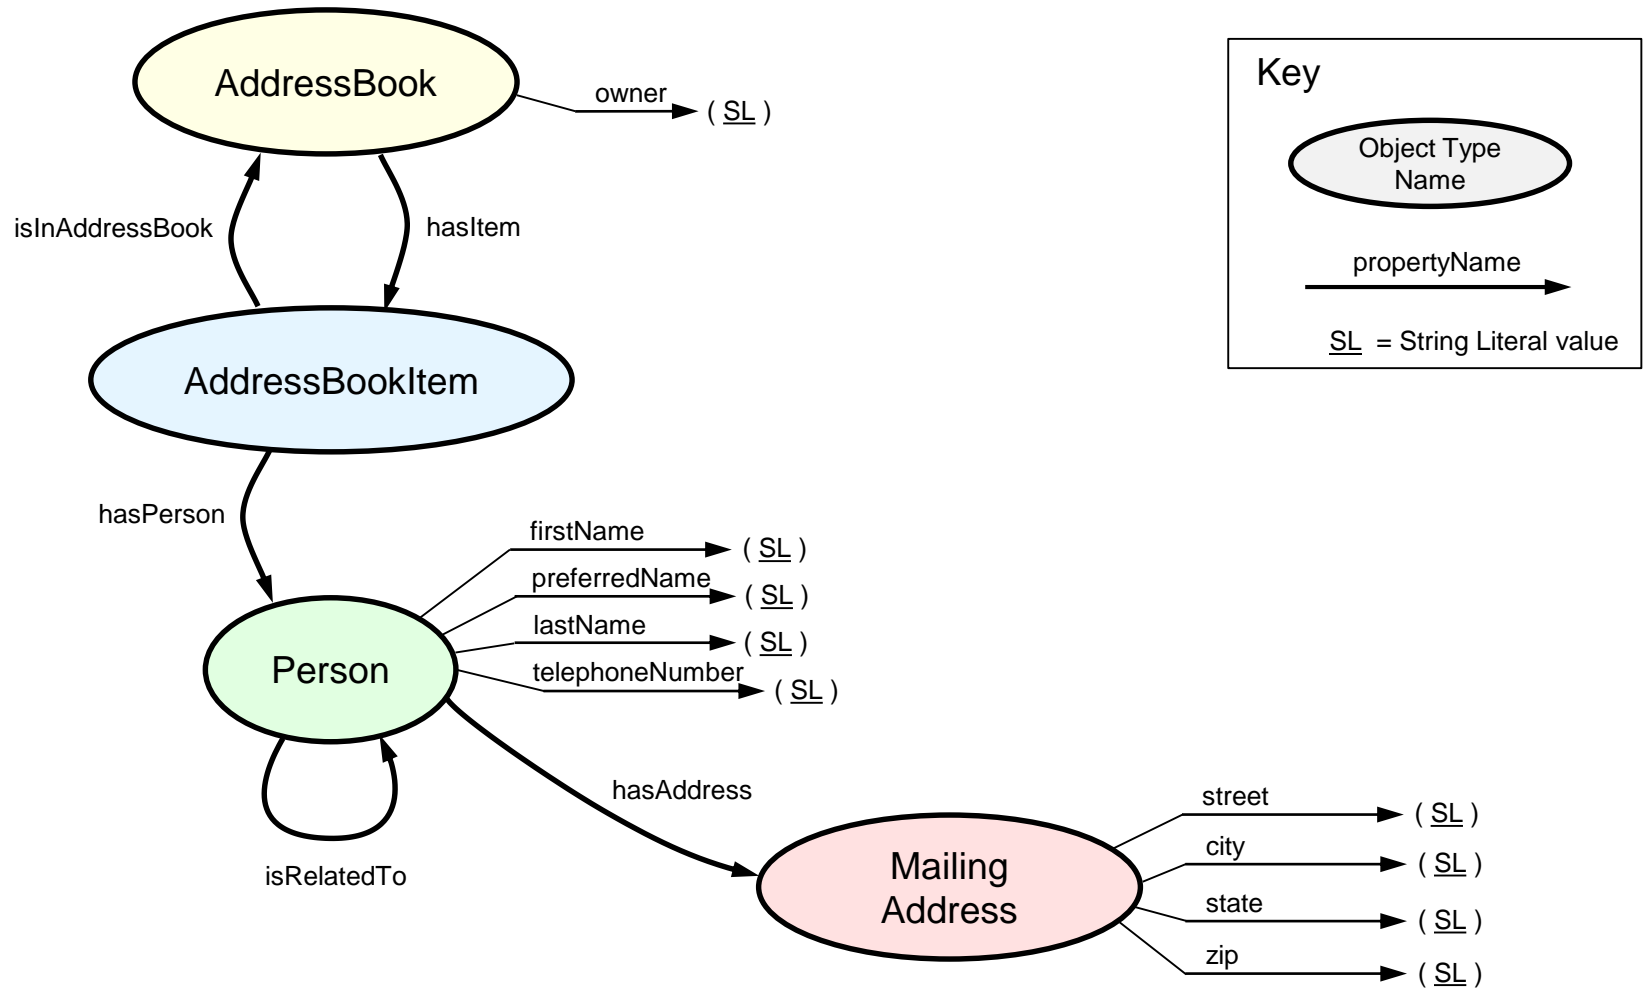 AddressBook
owner
( SL )
isInAddressBook
hasItem
AddressBookItem
hasPerson
firstName
( SL )
preferredName
( SL )
lastName
( SL )
telephoneNumber
( SL )
Person
isRelatedTo
hasAddress
Mailing
Address
street
( SL )
city
( SL )
state
( SL )
zip
( SL )
Key
Object Type
Name
propertyName
SL = String Literal value